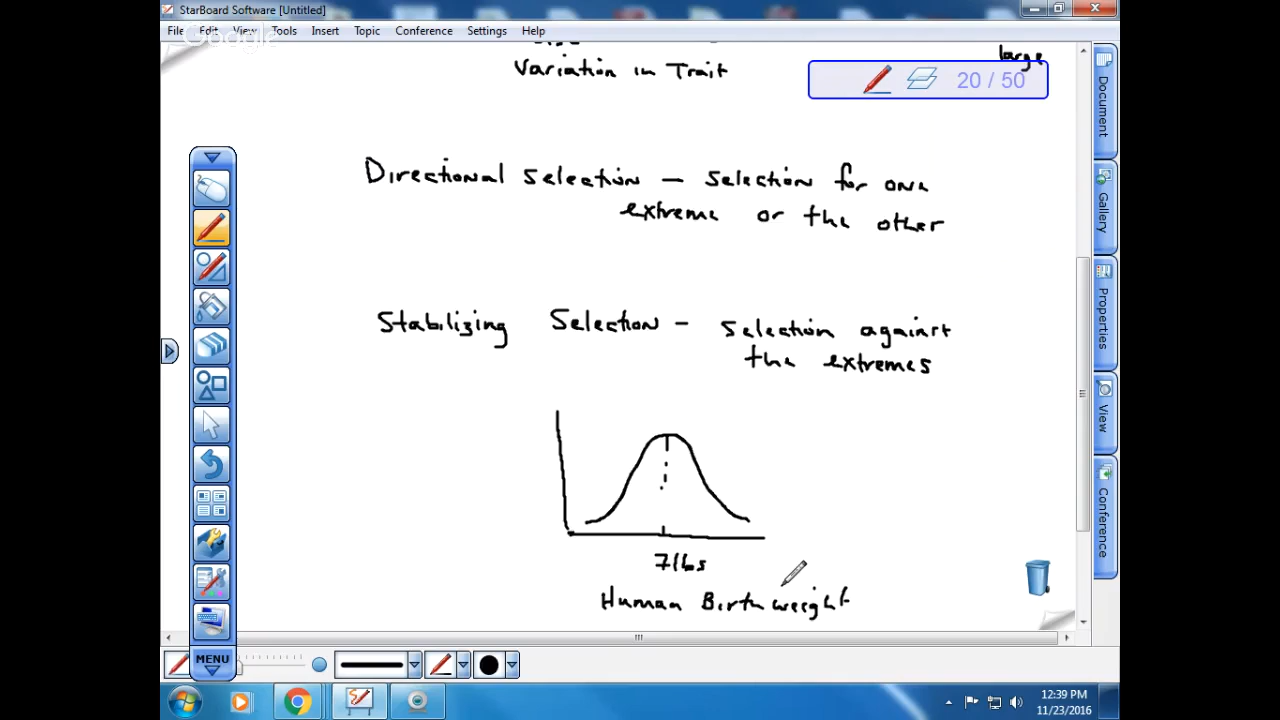 StarBoard Software [Untitled]
File Edit View Tools Insert Topic Conference Settings Help
Google
large
Variation in Trait
20 / 50
Directional Selection — Selection for one
extreme or the other
Stabilizing Selection - Selection against
the extremes
7 lbs
Human Birthweight
Document
Gallery
Properties
View
Conference
MENU
12:39 PM
11/23/2016